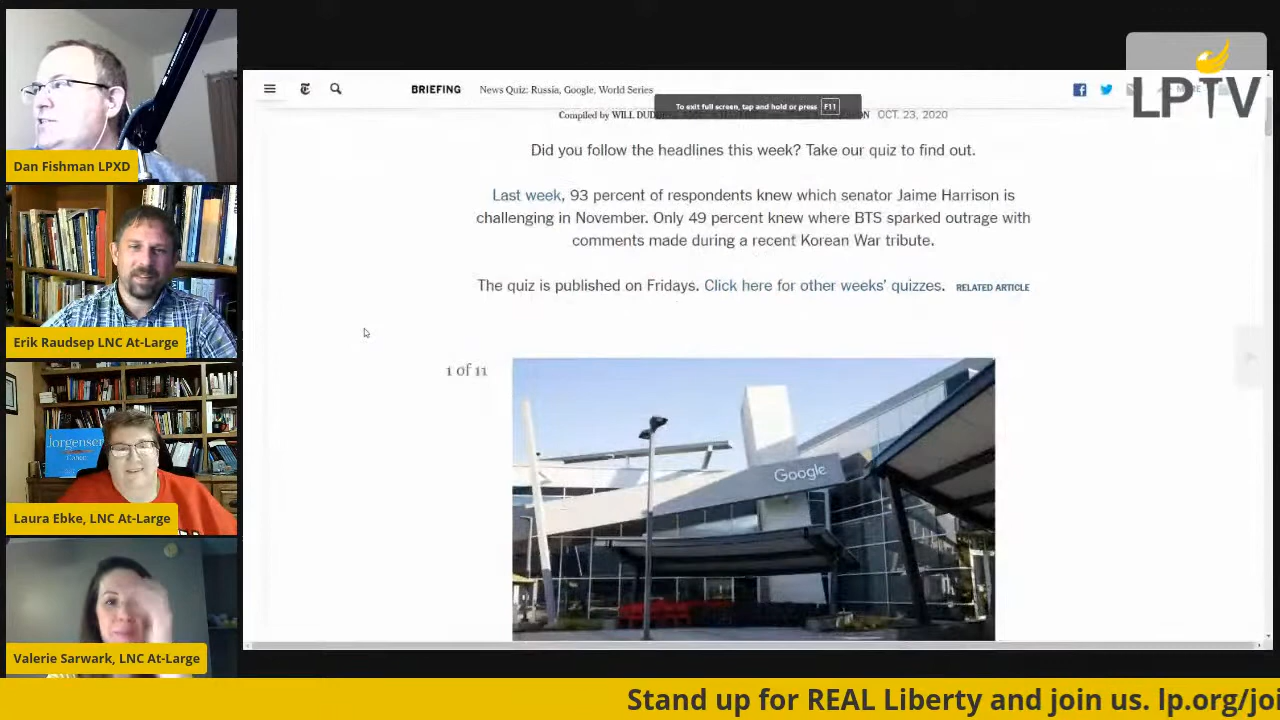 LPTV
BRIEFING
News Quiz: Russia, Google, World Series
MORE
To exit full screen, tap and hold or press F11
Compiled by WILL
OCT. 23, 2020
Did you follow the headlines this week? Take our quiz to find out.
Last week, 93 percent of respondents knew which senator Jaime Harrison is
challenging in November. Only 49 percent knew where BTS sparked outrage with
comments made during a recent Korean War tribute.
The quiz is published on Fridays. Click here for other weeks' quizzes. RELATED ARTICLE
1 of 11
Google
Dan Fishman LPXD
Erik Raudsep LNC At-Large
Jorgensen
Cohen
Laura Ebke, LNC At-Large
Valerie Sarwark, LNC At-Large
Stand up for REAL Liberty and join us. lp.org/joi